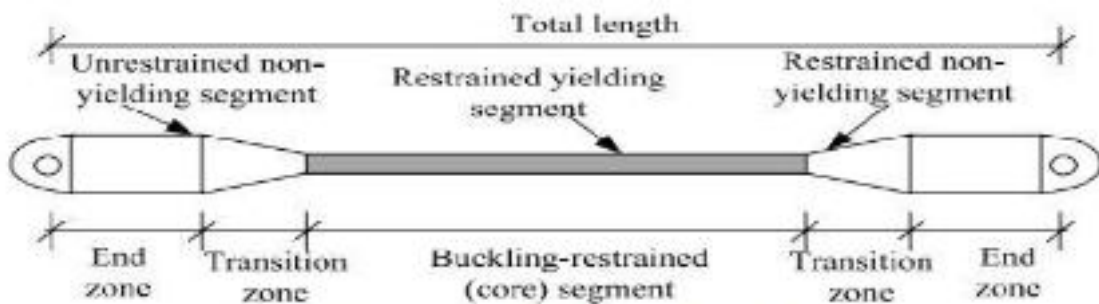 Total length
Unrestrained non-
yielding segment
Restrained yielding
segment
Restrained non-
yielding segment
End
zone
Transition
zone
Buckling-restrained
(core) segment
Transition
zone
End
zone